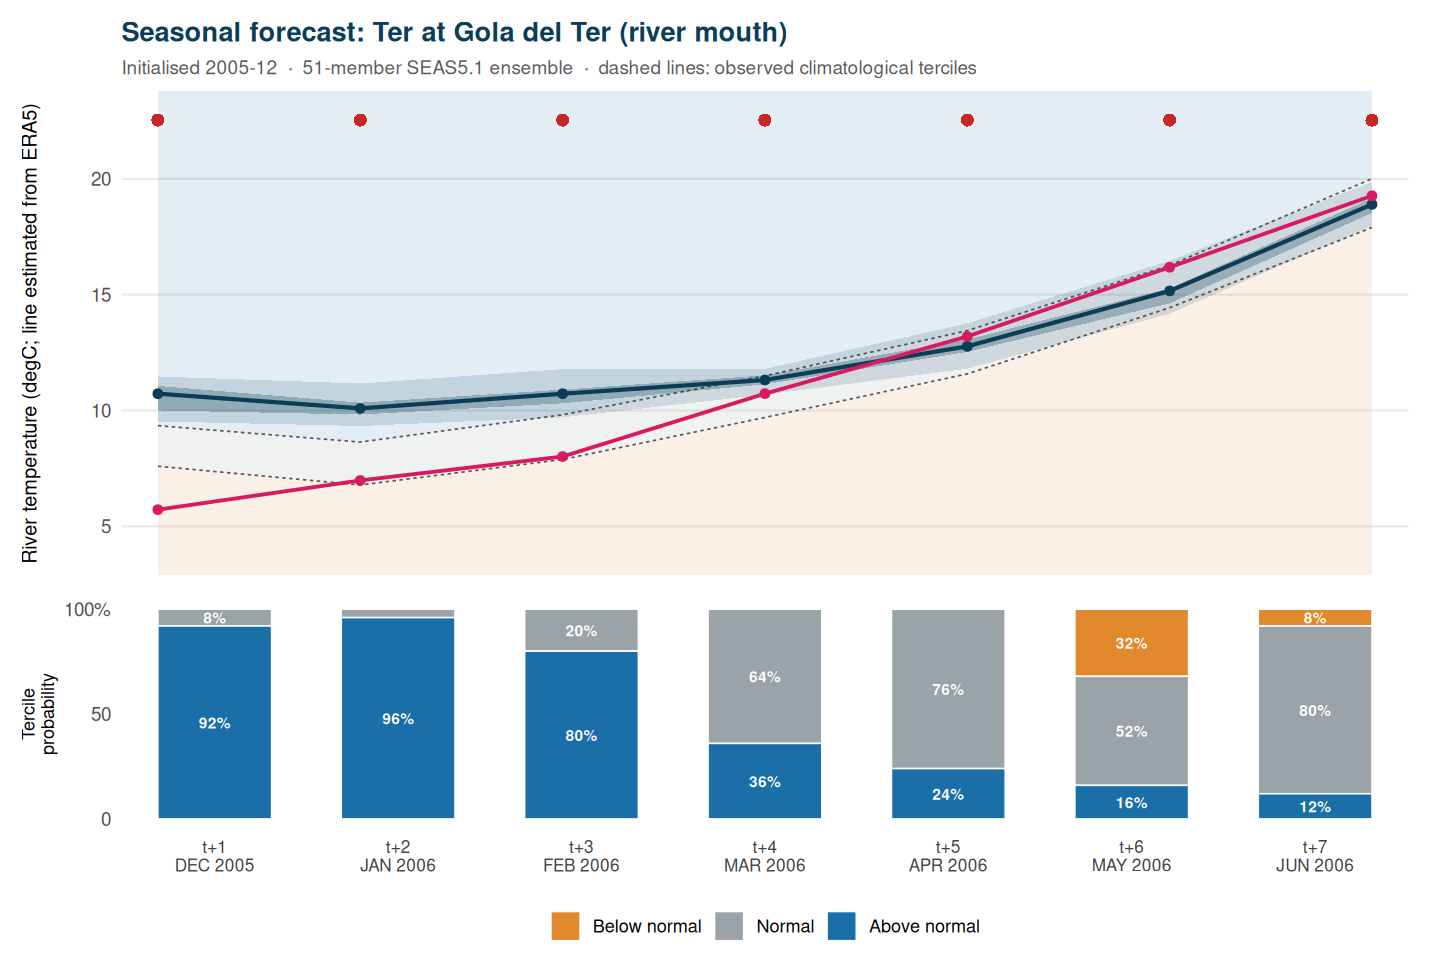 Seasonal forecast: Ter at Gola del Ter (river mouth)
Initialised 2005-12 · 51-member SEAS5.1 ensemble · dashed lines: observed climatological terciles
River temperature (degC; line estimated from ERA5)
20
15
10
5
Tercile
probability
100%
50
0
8%
92%
96%
20%
80%
64%
36%
76%
24%
32%
52%
16%
8%
80%
12%
t+1
DEC 2005
t+2
JAN 2006
t+3
FEB 2006
t+4
MAR 2006
t+5
APR 2006
t+6
MAY 2006
t+7
JUN 2006
Below normal
Normal
Above normal